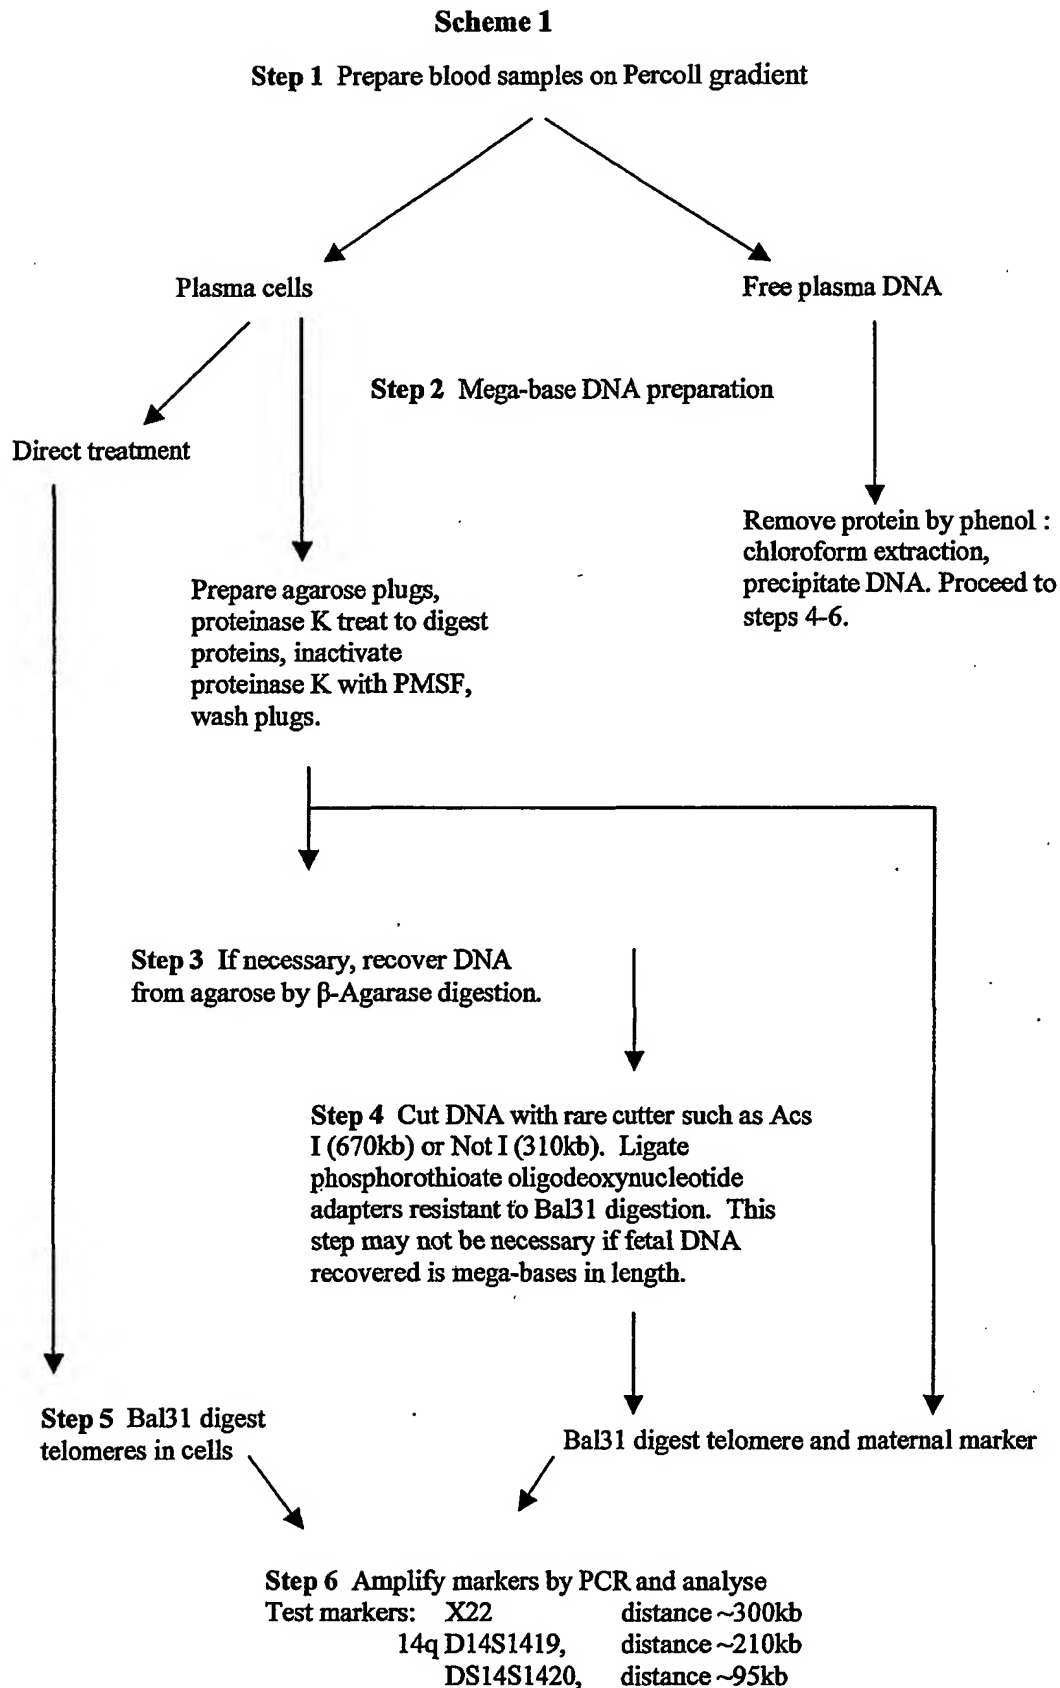 Scheme 1
Step 1 Prepare blood samples on Percoll gradient
Plasma cells
Free plasma DNA
Step 2 Mega-base DNA preparation
Direct treatment
Remove protein by phenol :
chloroform extraction,
precipitate DNA. Proceed to
steps 4-6.
Prepare agarose plugs,
proteinase K treat to digest
proteins, inactivate
proteinase K with PMSF,
wash plugs.
Step 3 If necessary, recover DNA
from agarose by β-Agarase digestion.
Step 4 Cut DNA with rare cutter such as Acs
I (670kb) or Not I (310kb). Ligate
phosphorothioate oligodeoxynucleotide
adapters resistant to Bal31 digestion. This
step may not be necessary if fetal DNA
recovered is mega-bases in length.
Step 5 Bal31 digest
telomeres in cells
Bal31 digest telomere and maternal marker
Step 6 Amplify markers by PCR and analyse
Test markers: X22 distance ~300kb
14q D14S1419, distance ~210kb
DS14S1420, distance ~95kb